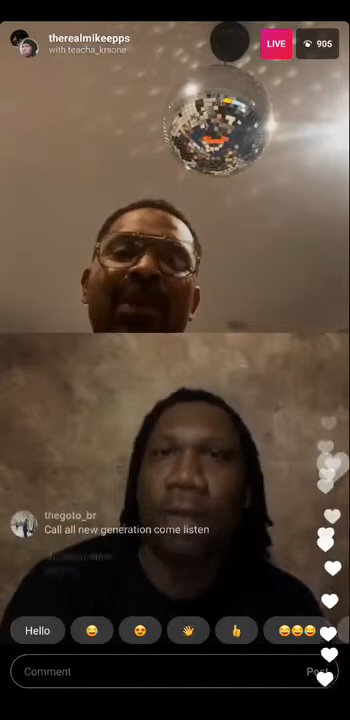 therealmikeepps
with teacha_krsone
LIVE
905
thegoto_br
Call all new generation come listen
Hello
Comment
Post